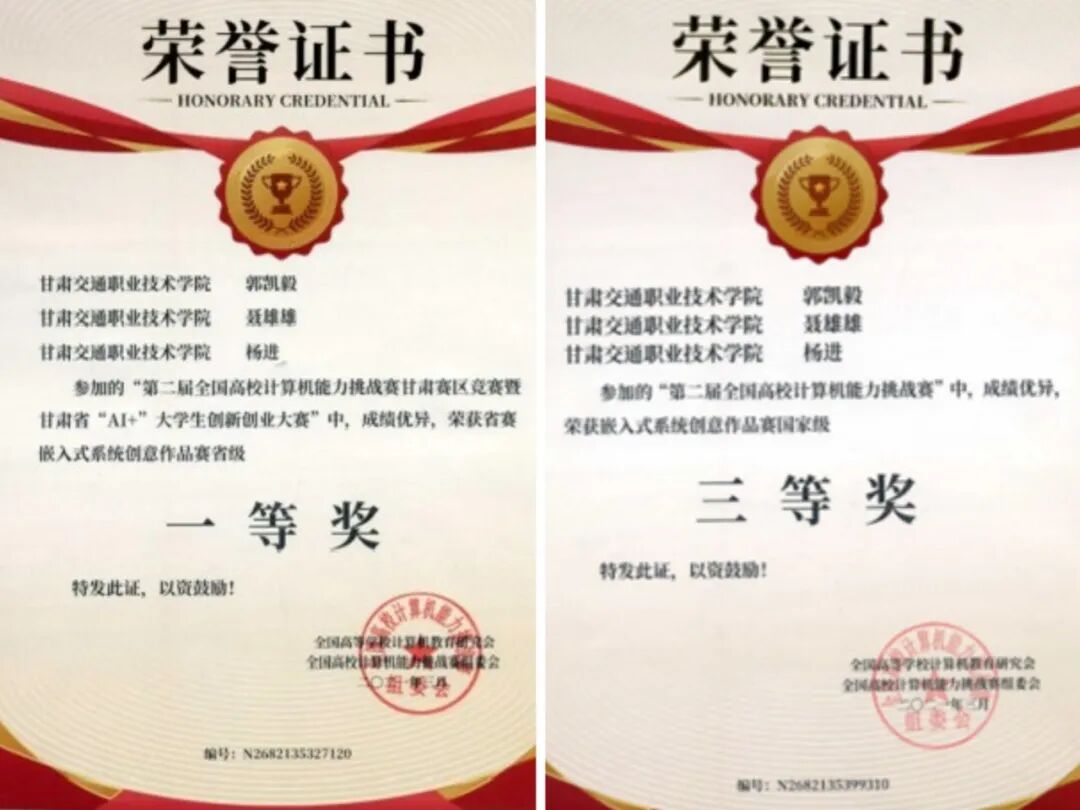 荣誉证书
HONORARY CREDENTIAL
甘肃交通职业技术学院 郭凯毅
甘肃交通职业技术学院 聂雄雄
甘肃交通职业技术学院 杨进
参加的“第二届全国高校计算机能力挑战赛甘肃赛区竞赛暨
甘肃省“AI+”大学生创新创业大赛”中，成绩优异，荣获省赛
嵌入式系统创意作品赛省级
一等奖
特发此证，以资鼓励！
全国高等学校计算机教育研究会
全国高校计算机能力挑战赛组委会
年三月
编号：N2682135327120
荣誉证书
HONORARY CREDENTIAL
甘肃交通职业技术学院 郭凯毅
甘肃交通职业技术学院 聂雄雄
甘肃交通职业技术学院 杨进
参加的“第二届全国高校计算机能力挑战赛”中，成绩优异，
荣获嵌入式系统创意作品赛国家级
三等奖
特发此证，以资鼓励！
全国高等学校计算机教育研究会
全国高校计算机能力挑战赛组委会
二〇二一年三月
编号：N2682135399310